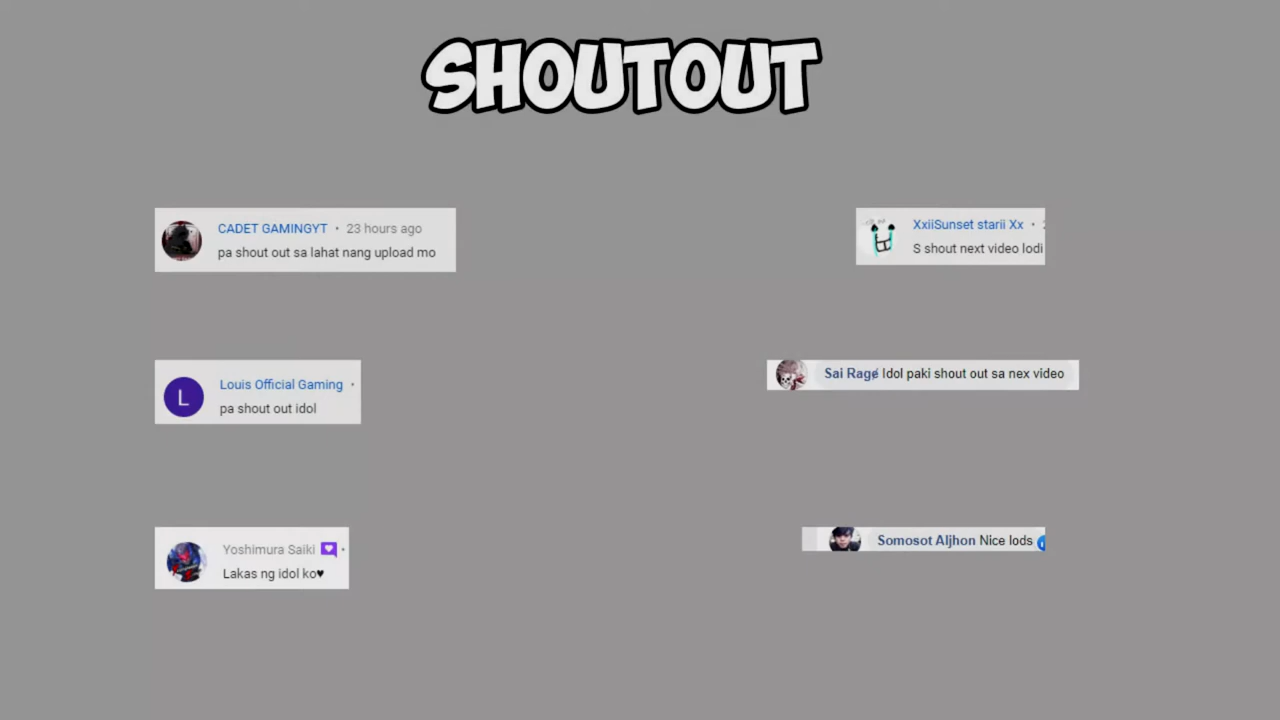 SHOUTOUT
CADET GAMINGYT • 23 hours ago
pa shout out sa lahat nang upload mo
XxiiSunset starii Xx •
S shout next video lodi
Louis Official Gaming •
pa shout out idol
L
Sai Rage Idol paki shout out sa nex video
Yoshimura Saiki •
Lakas ng idol ko♥
Somosot Aljhon Nice lods